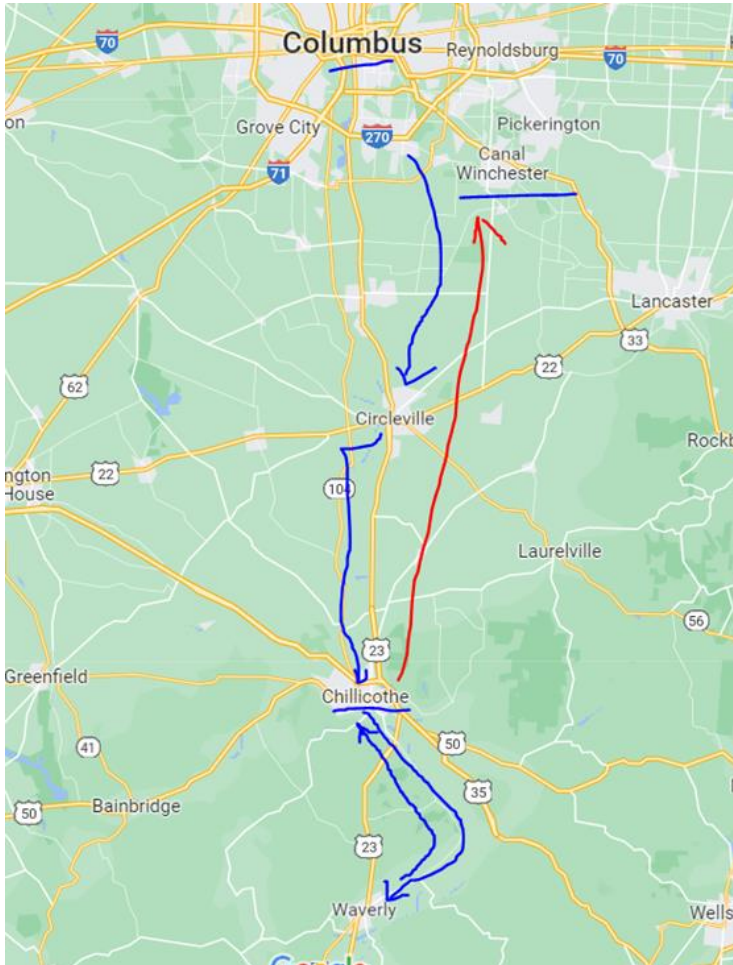 70
Columbus
Reynoldsburg
70
on
Grove City
270
Pickerington
Canal
Winchester
71
Lancaster
33
62
22
Circleville
Rockb
22
ngton
House
104
Laurelville
56
23
Greenfield
Chillicothe
50
41
35
50
Bainbridge
23
Waverly
Wells
Google